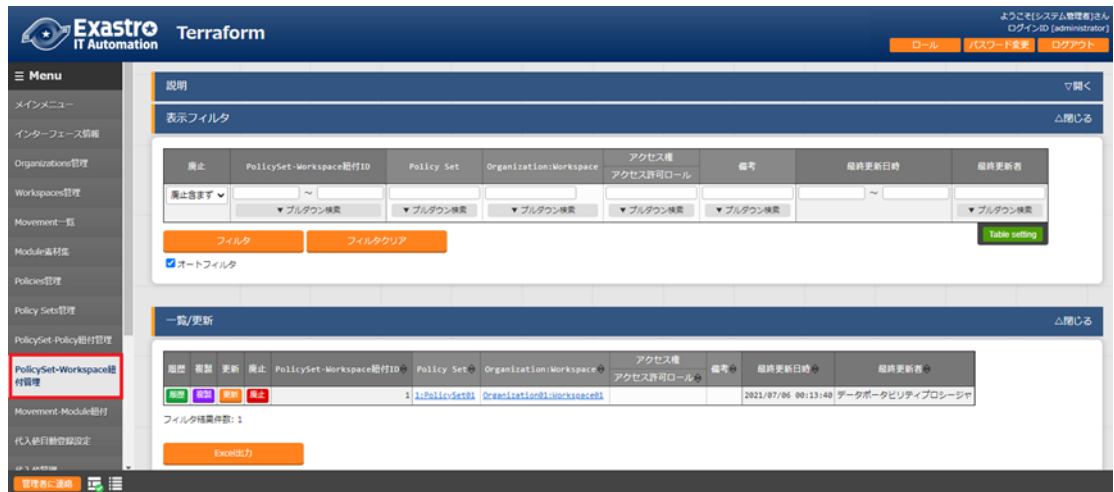 ようこそ[システム管理者]さん
ログインID [administrator]
Exastro
IT Automation
Terraform
ロール
パスワード変更
ログアウト
Menu
メインメニュー
インターフェース情報
Organizations管理
Workspaces管理
Movement一覧
Module素材集
Policies管理
Policy Sets管理
PolicySet-Policy紐付管理
PolicySet-Workspace紐
付管理
Movement-Module紐付
代入値自動登録設定
説明
▽開く
表示フィルタ
△閉じる
廃止
PolicySet-Workspace紐付ID
Policy Set
Organization:Workspace
アクセス権
アクセス許可ロール
備考
最終更新日時
最終更新者
廃止含まず
~
~
▼ プルダウン検索
▼ プルダウン検索
▼ プルダウン検索
▼ プルダウン検索
▼ プルダウン検索
▼ プルダウン検索
フィルタ
フィルタクリア
Table setting
オートフィルタ
一覧/更新
△閉じる
履歴 複製 更新 廃止 PolicySet-Workspace紐付ID Policy Set Organization:Workspace
アクセス権
アクセス許可ロール
備考 最終更新日時 最終更新者
履歴 複製 更新 廃止 1 1:PolicySet01 Organization01:Workspace01 2021/07/06 00:13:40 データポータビリティプロシージャ
フィルタ結果件数: 1
Excel出力
管理者に連絡